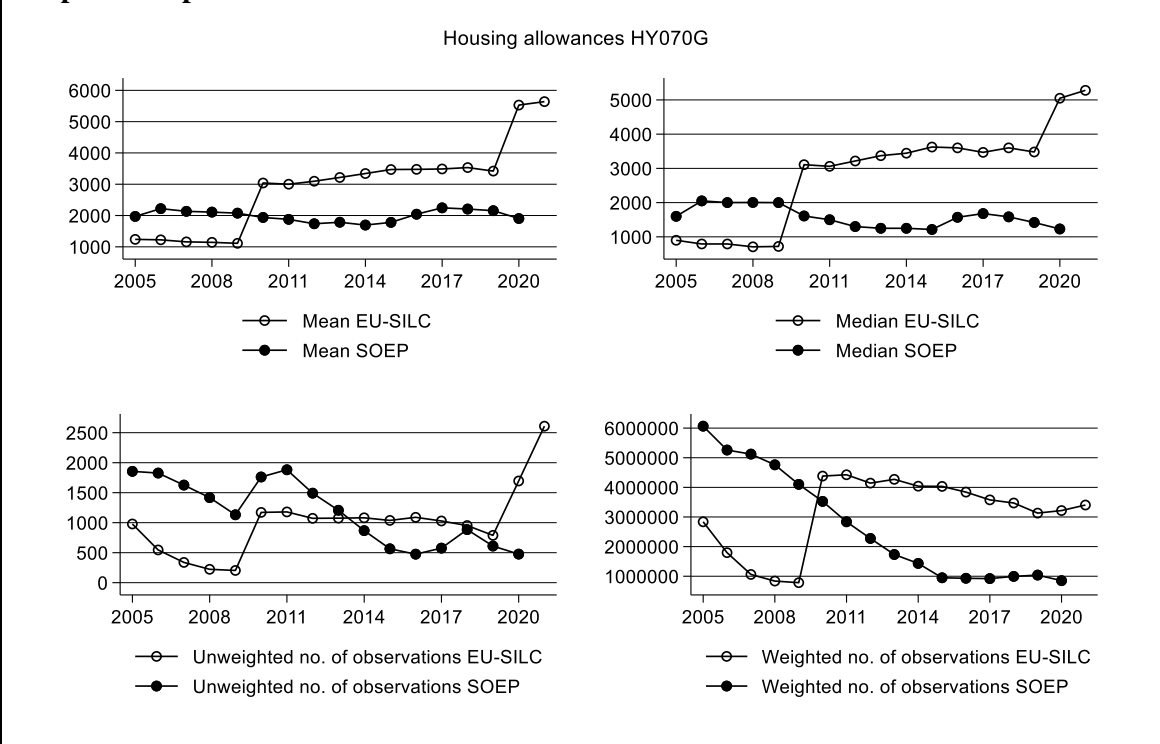 Housing allowances HY070G
6000
5000
4000
3000
2000
1000
2005 2008 2011 2014 2017 2020
Mean EU-SILC
Mean SOEP
5000
4000
3000
2000
1000
2005 2008 2011 2014 2017 2020
Median EU-SILC
Median SOEP
2500
2000
1500
1000
500
0
2005 2008 2011 2014 2017 2020
Unweighted no. of observations EU-SILC
Unweighted no. of observations SOEP
6000000
5000000
4000000
3000000
2000000
1000000
2005 2008 2011 2014 2017 2020
Weighted no. of observations EU-SILC
Weighted no. of observations SOEP